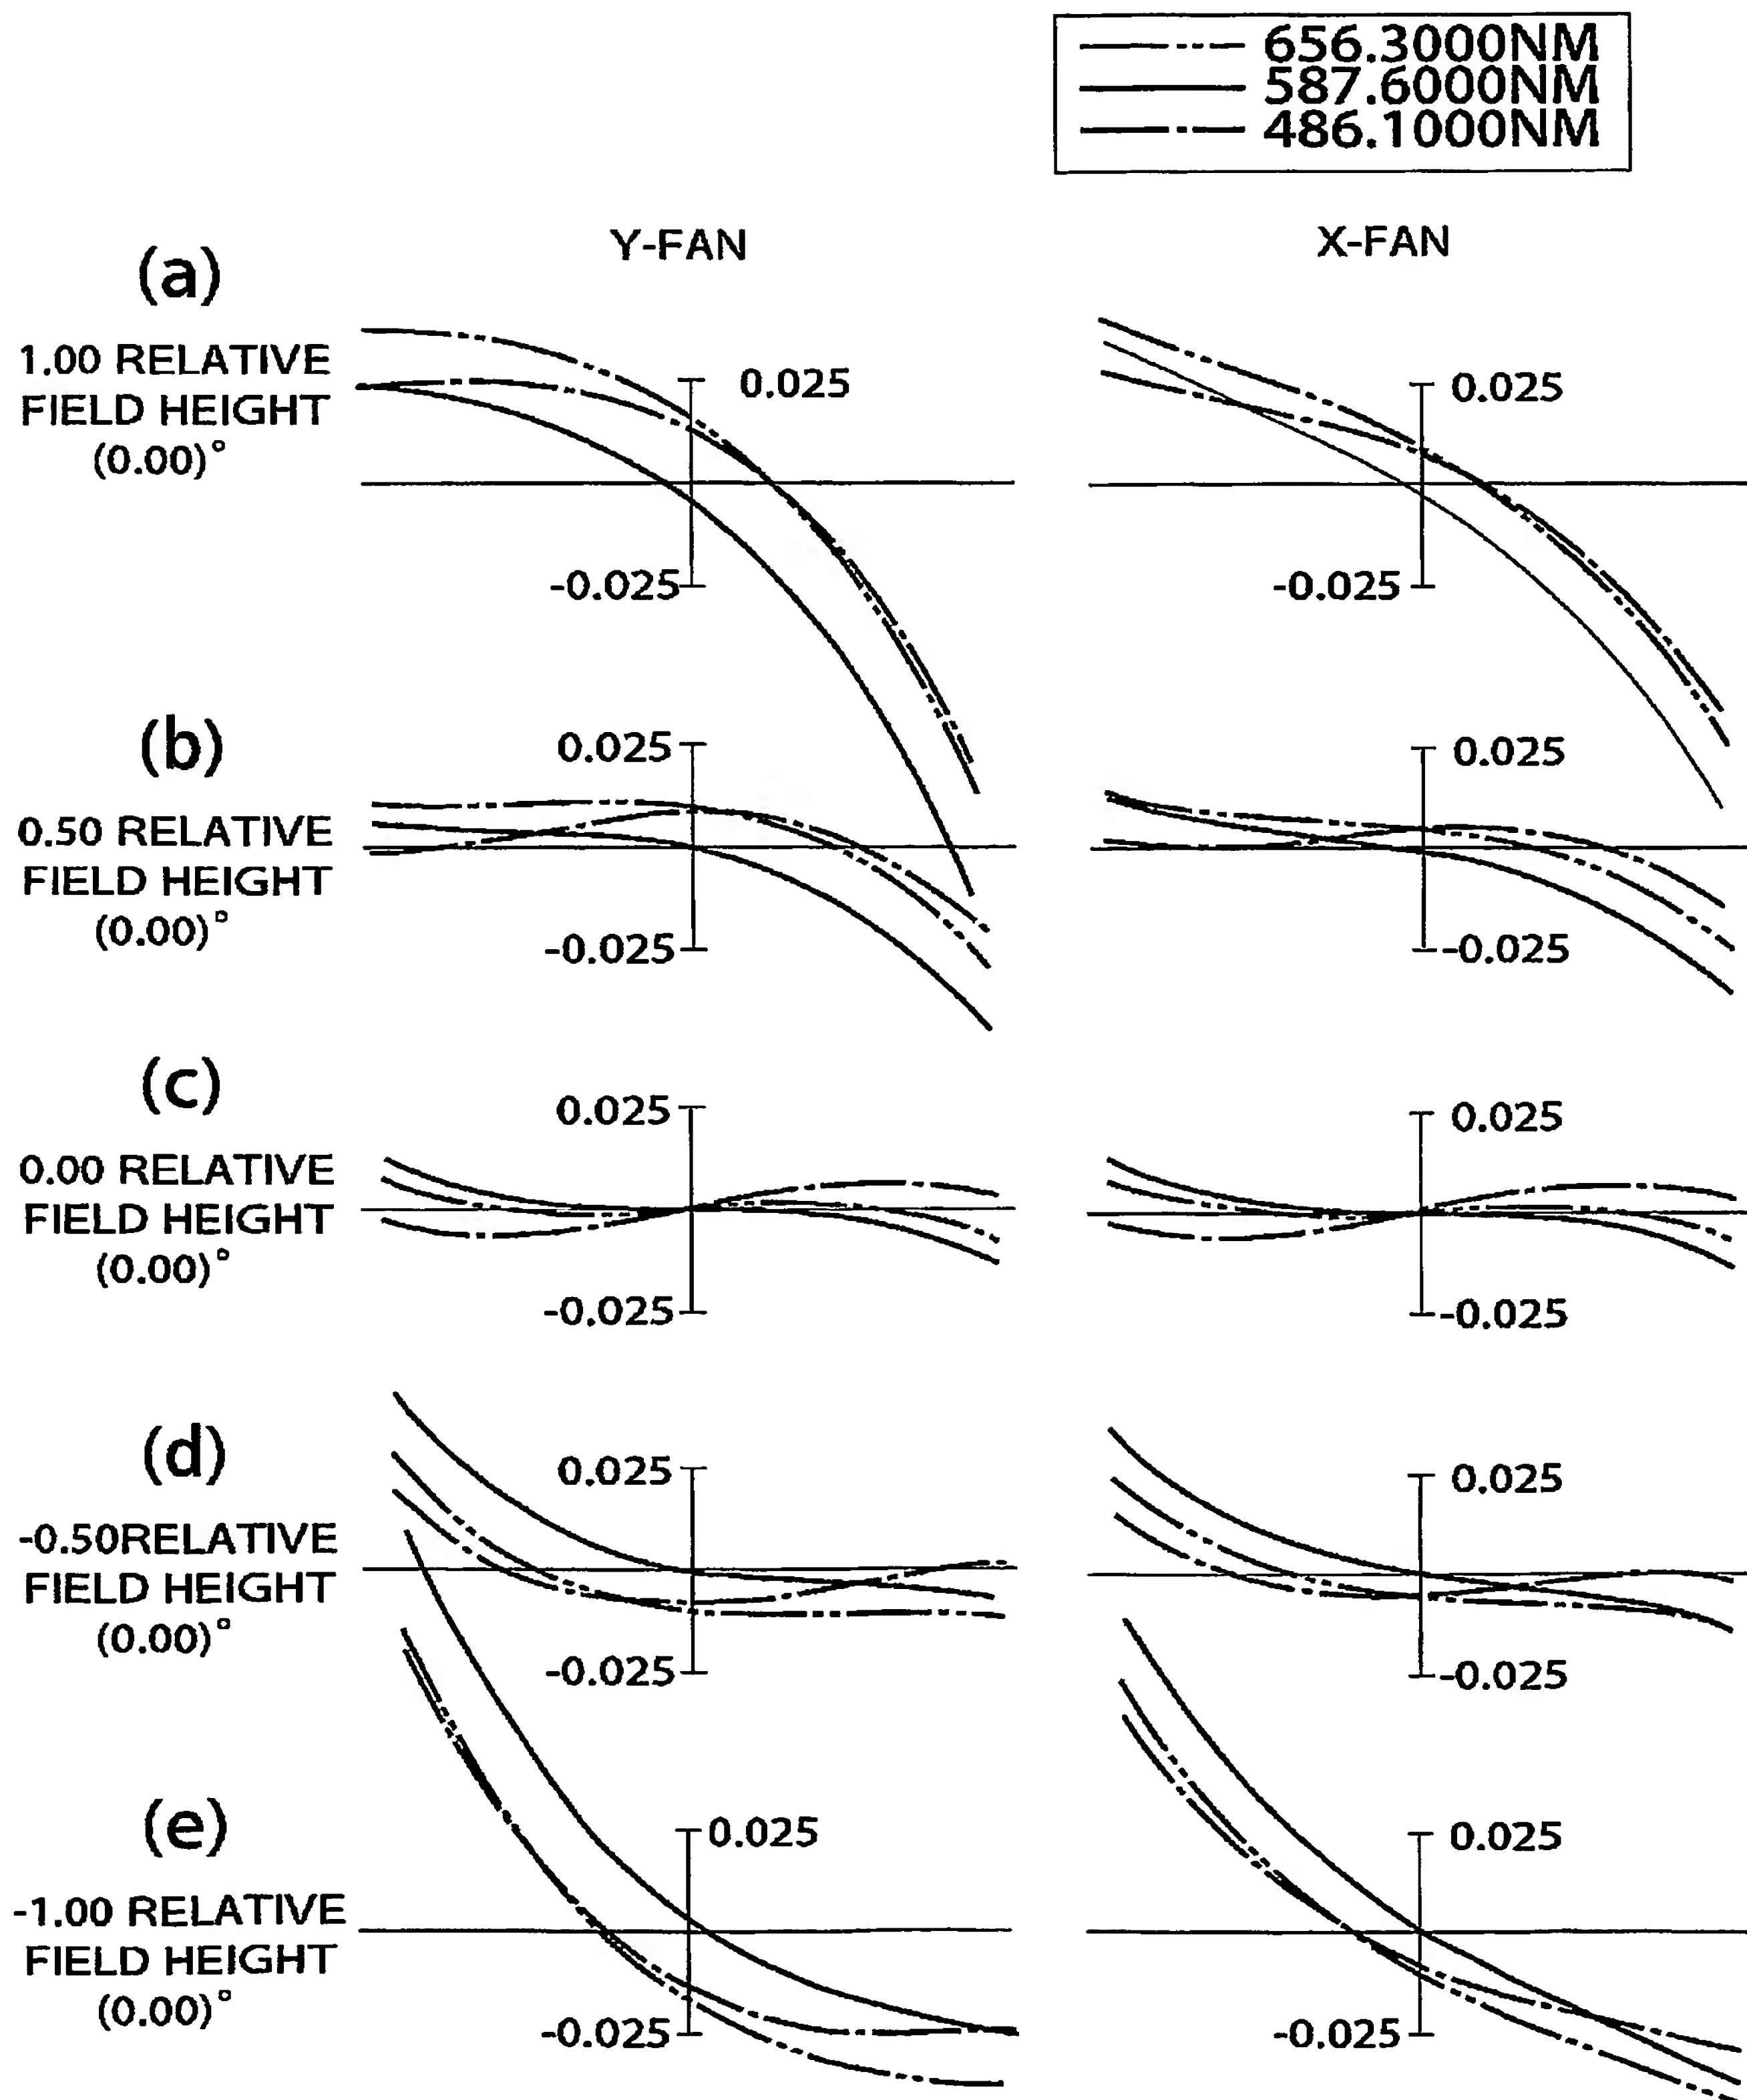 656.3000NM
587.6000NM
486.1000NM
Y-FAN
X-FAN
(a)
1.00 RELATIVE
FIELD HEIGHT
(0.00)°
0.025
-0.025
0.025
-0.025
(b)
0.50 RELATIVE
FIELD HEIGHT
(0.00)°
0.025
-0.025
0.025
-0.025
(c)
0.00 RELATIVE
FIELD HEIGHT
(0.00)°
0.025
-0.025
0.025
-0.025
(d)
-0.50RELATIVE
FIELD HEIGHT
(0.00)°
0.025
-0.025
0.025
-0.025
(e)
-1.00 RELATIVE
FIELD HEIGHT
(0.00)°
0.025
-0.025
0.025
-0.025